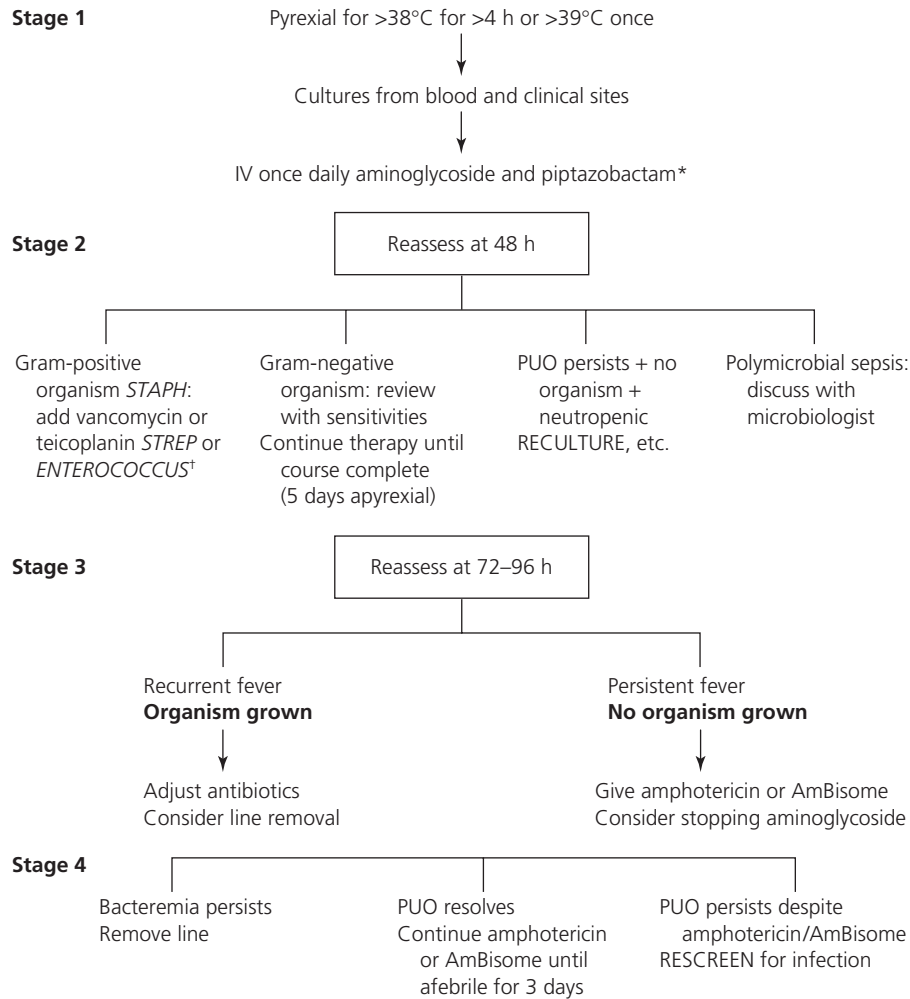 Stage 1
Pyrexial for >38°C for >4 h or >39°C once
Cultures from blood and clinical sites
IV once daily aminoglycoside and piptazobactam*
Stage 2
Reassess at 48 h
Gram-positive
organism STAPH:
add vancomycin or
teicoplanin STREP or
ENTEROCOCCUS†
Gram-negative
organism: review
with sensitivities
Continue therapy until
course complete
(5 days apyrexial)
PUO persists + no
organism +
neutropenic
RECULTURE, etc.
Polymicrobial sepsis:
discuss with
microbiologist
Stage 3
Reassess at 72–96 h
Recurrent fever
Organism grown
Adjust antibiotics
Consider line removal
Persistent fever
No organism grown
Give amphotericin or AmBisome
Consider stopping aminoglycoside
Stage 4
Bacteremia persists
Remove line
PUO resolves
Continue amphotericin
or AmBisome until
afebrile for 3 days
PUO persists despite
amphotericin/AmBisome
RESCREEN for infection